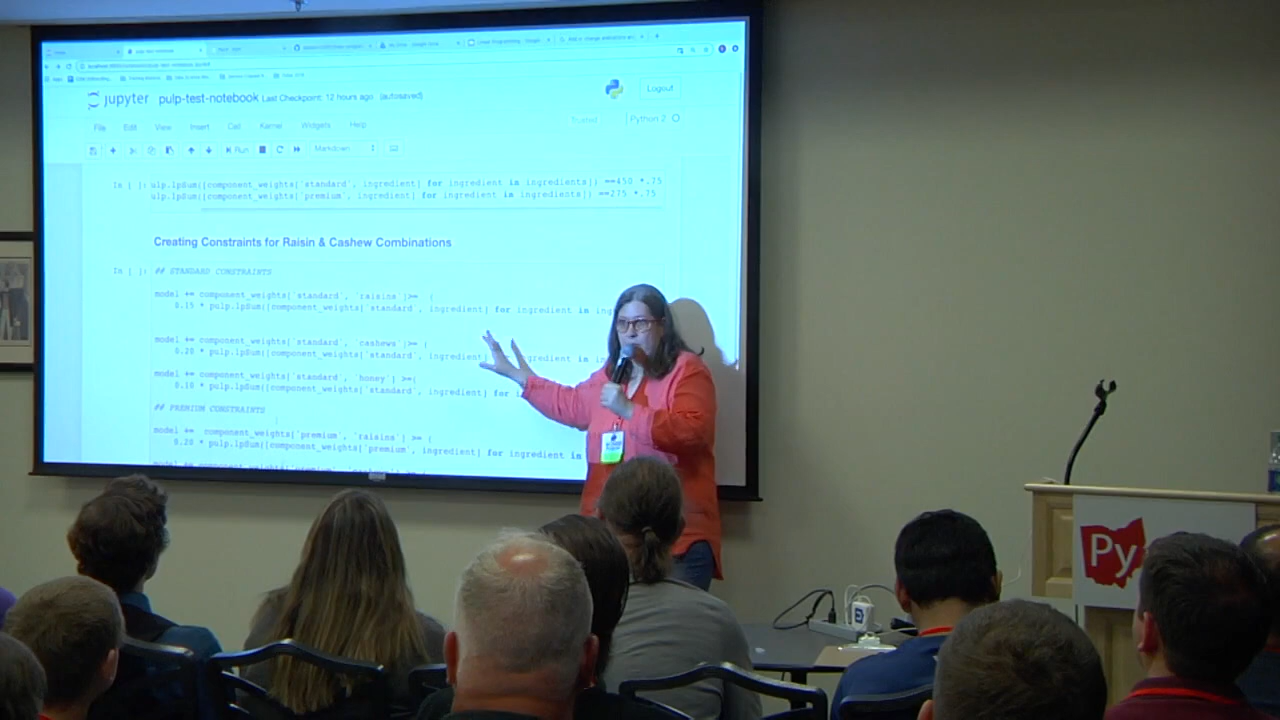 jupyter pulp-test-notebook Last Checkpoint: 12 hours ago (autosaved)
Logout
File Edit View Insert Cell Kernel Widgets Help
Trusted
Python 2
Run
Markdown
In [ ]: ulp.lpSum([component_weights['standard', ingredient] for ingredient in ingredients]) ==450 *.75
ulp.lpSum([component_weights['premium', ingredient] for ingredient in ingredients]) ==275 *.75
Creating Constraints for Raisin & Cashew Combinations
In [ ]: ## STANDARD CONSTRAINTS
model += component_weights['standard', 'raisins']>= (
0.15 * pulp.lpSum([component_weights['standard', ingredient] for ingredient in ing
model += component_weights['standard', 'cashews']>= (
0.20 * pulp.lpSum([component_weights['standard', ingredient] for ingredient in
model += component_weights['standard', 'honey'] >=(
0.10 * pulp.lpSum([component_weights['standard', ingredient] f
## PREMIUM CONSTRAINTS
model += component_weights['premium', 'raisins'] >= (
0.20 * pulp.lpSum([component_weights['premium', ingredient] for ingredient in
Py